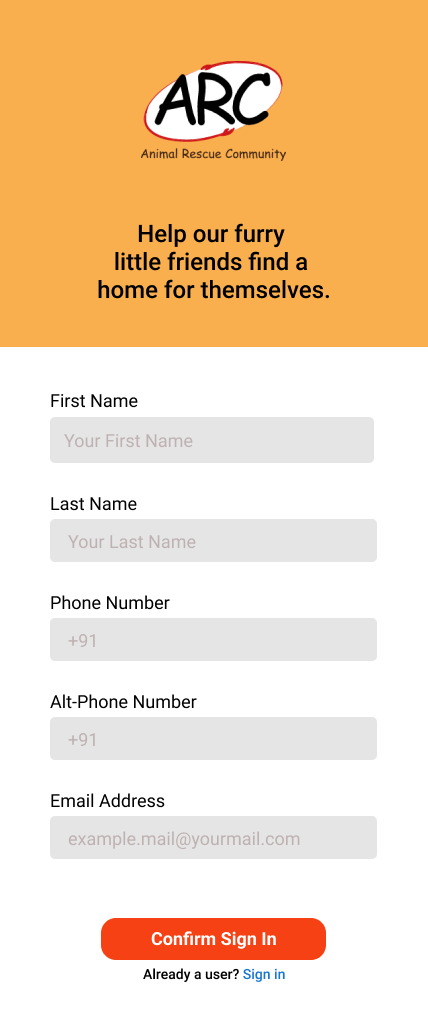 ARC
Animal Rescue Community
Help our furry
little friends find a
home for themselves.
First Name
Your First Name
Last Name
Your Last Name
Phone Number
+91
Alt-Phone Number
+91
Email Address
example.mail@yourmail.com
Confirm Sign In
Already a user? Sign in